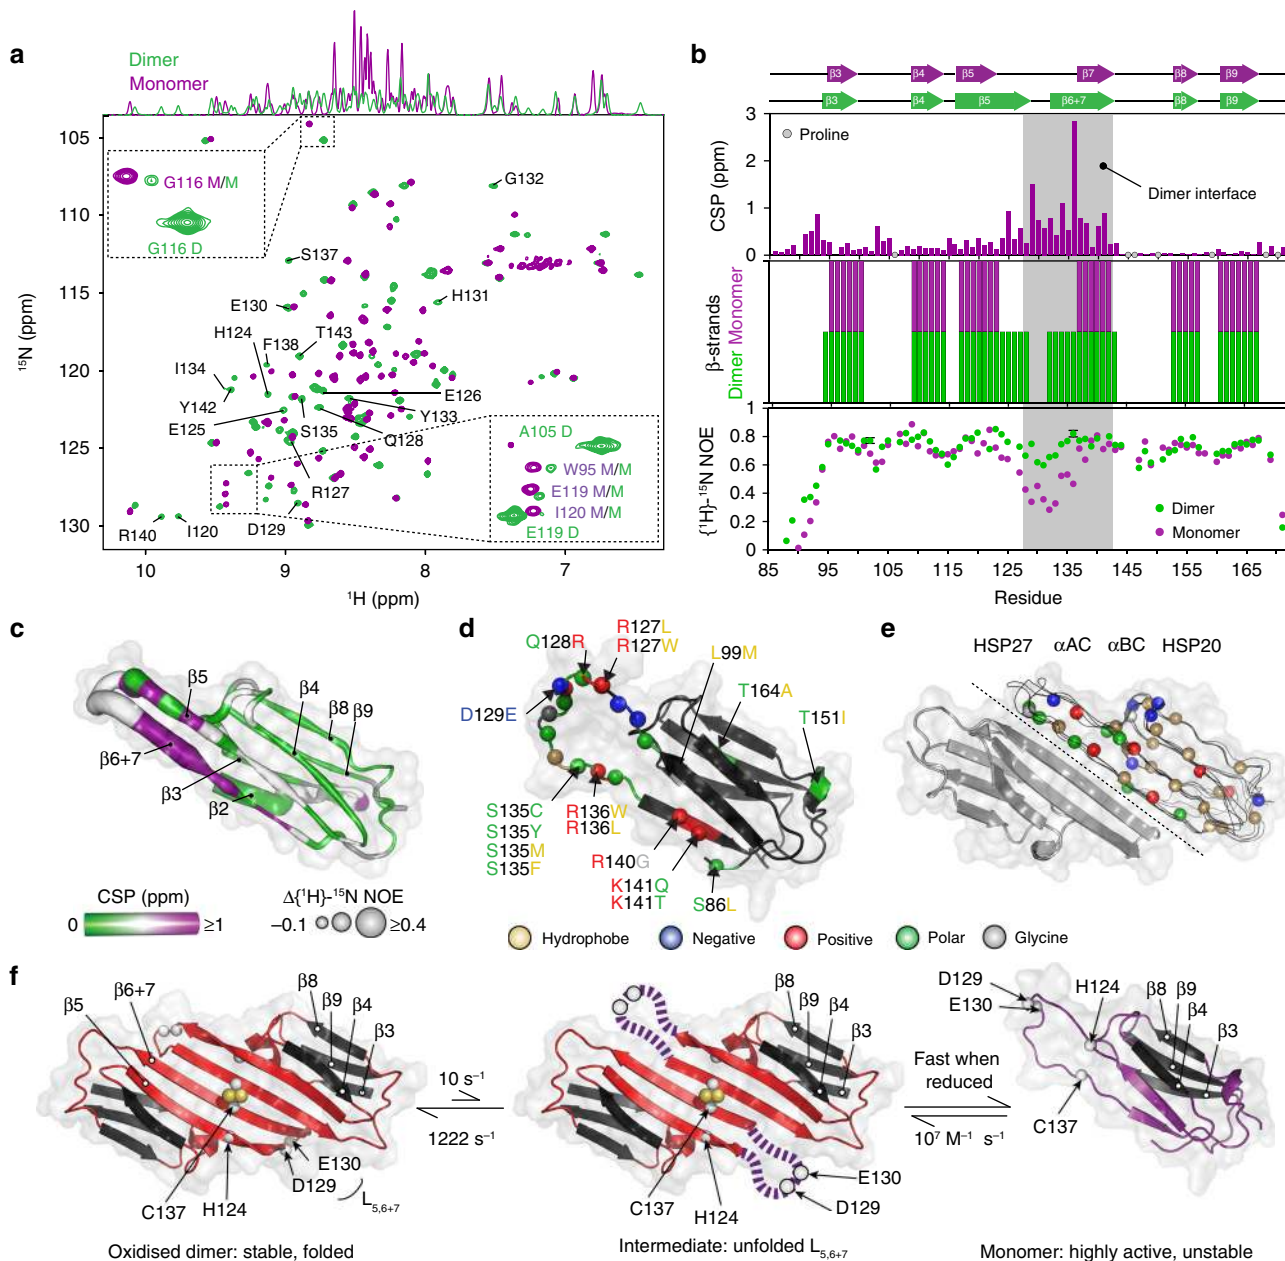 a
Dimer
Monomer
105
110
115
120
125
130
¹⁵N (ppm)
10
9
8
7
¹H (ppm)
G116 M/M
G116 D
G132
S137
E130
H131
H124
F138
T143
I134
Y142
E125
S135
Q128
Y133
E126
R127
D129
R140
I120
A105 D
W95 M/M
E119 M/M
I120 M/M
E119 D
b
β3
β4
β5
β7
β8
β9
β3
β4
β5
β6+7
β8
β9
3
2
1
0
CSP (ppm)
Proline
Dimer interface
β-strands
Dimer Monomer
1
0.8
0.6
0.4
0.2
0
{¹H}-¹⁵N NOE
Dimer
Monomer
85
95
105
115
125
135
145
155
165
Residue
c
β5
β4
β8
β9
β6+7
β3
β2
CSP (ppm)
0
≥1
Δ{¹H}-¹⁵N NOE
−0.1
≥0.4
d
Q128R
R127L
R127W
L99M
D129E
T164A
T151I
S135C
S135Y
S135M
S135F
R136W
R136L
R140G
K141Q
K141T
S86L
Hydrophobe
Negative
Positive
Polar
Glycine
e
HSP27
αAC
αBC
HSP20
f
β5
β6+7
β8
β9
β4
β3
C137
H124
D129
E130
L5,6+7
Oxidised dimer: stable, folded
10 s⁻¹
1222 s⁻¹
β8
β9
β4
β3
C137
H124
E130
D129
Intermediate: unfolded L5,6+7
Fast when
reduced
10⁷ M⁻¹ s⁻¹
D129
E130
H124
β8
β9
β4
β3
C137
Monomer: highly active, unstable